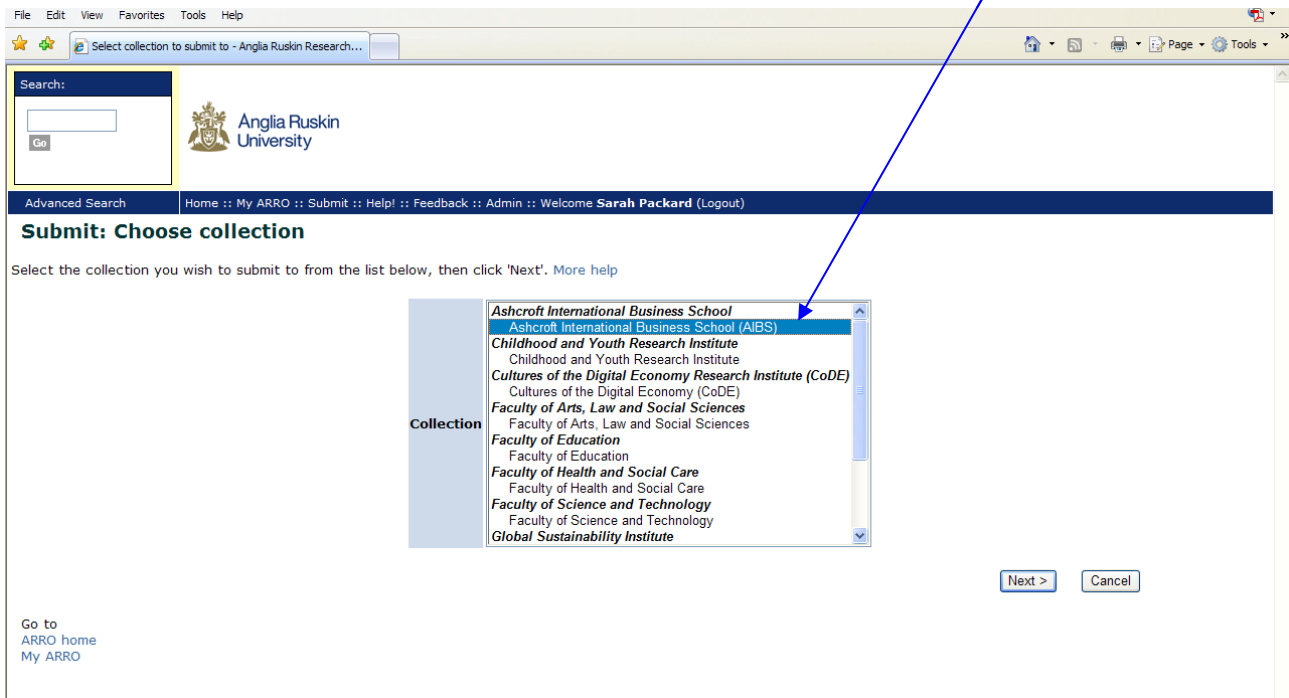 File Edit View Favorites Tools Help
Select collection to submit to - Anglia Ruskin Research...
Page Tools »
Search:
Go
Anglia Ruskin
University
Advanced Search Home :: My ARRO :: Submit :: Help! :: Feedback :: Admin :: Welcome Sarah Packard (Logout)
Submit: Choose collection
Select the collection you wish to submit to from the list below, then click 'Next'. More help
Collection
Ashcroft International Business School
Ashcroft International Business School (AIBS)
Childhood and Youth Research Institute
Childhood and Youth Research Institute
Cultures of the Digital Economy Research Institute (CoDE)
Cultures of the Digital Economy (CoDE)
Faculty of Arts, Law and Social Sciences
Faculty of Arts, Law and Social Sciences
Faculty of Education
Faculty of Education
Faculty of Health and Social Care
Faculty of Health and Social Care
Faculty of Science and Technology
Faculty of Science and Technology
Global Sustainability Institute
Next > Cancel
Go to
ARRO home
My ARRO